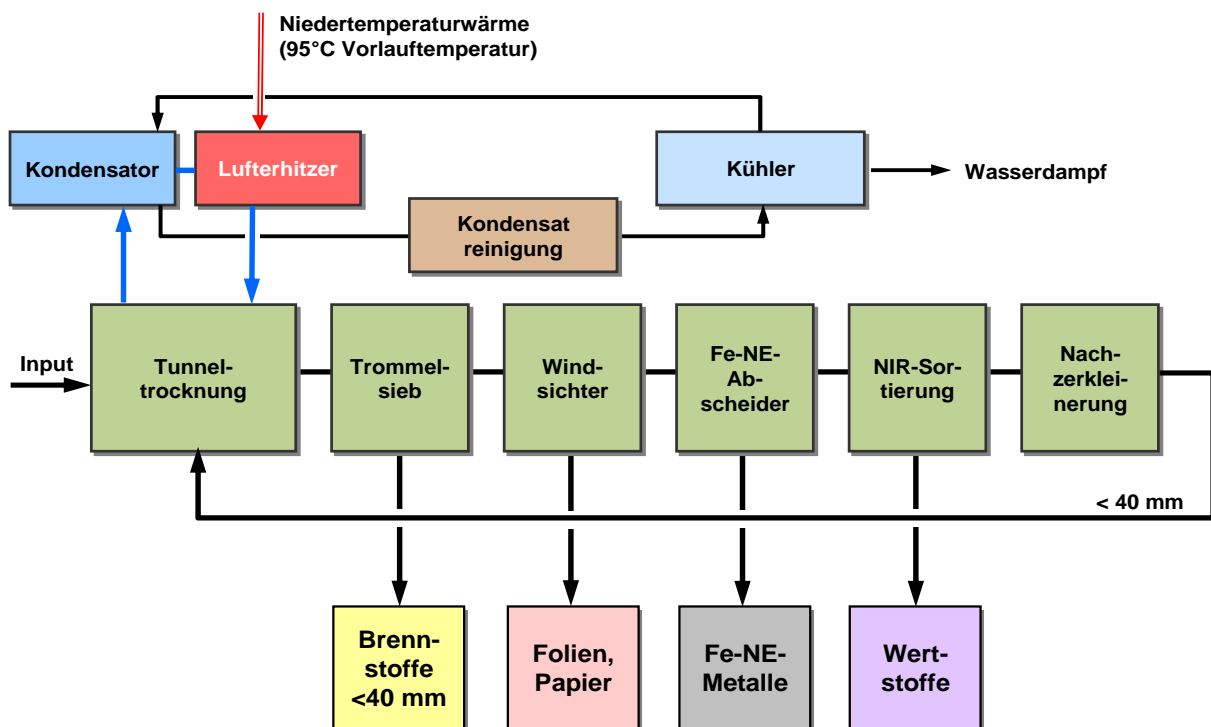 Niedertemperaturwärme
(95°C Vorlauftemperatur)
Kondensator
Lufterhitzer
Kühler
Wasserdampf
Kondensat
reinigung
Input
Tunnel-
trocknung
Trommel-
sieb
Wind-
sichter
Fe-NE-
Ab-
scheider
NIR-Sor-
tierung
Nach-
zerklei-
nerung
< 40 mm
Brenn-
stoffe
<40 mm
Folien,
Papier
Fe-NE-
Metalle
Wert-
stoffe